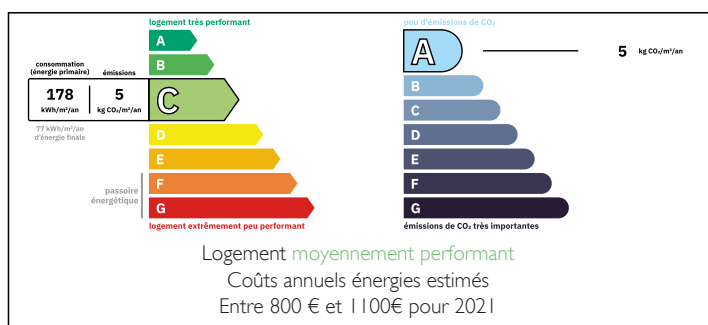 logement très performant
A
B
consommation
(énergie primaire)
émissions
178
kWh/m²/an
5
kg CO₂/m²/an
C
77 kWh/m²/an
d'énergie finale
D
E
passoire
énergétique
F
G
logement extrêmement peu performant
peu d'émissions de CO₂
A
5 kg CO₂/m²/an
B
C
D
E
F
G
émissions de CO₂ très importantes
Logement moyennement performant
Coûts annuels énergies estimés
Entre 800 € et 1100€ pour 2021